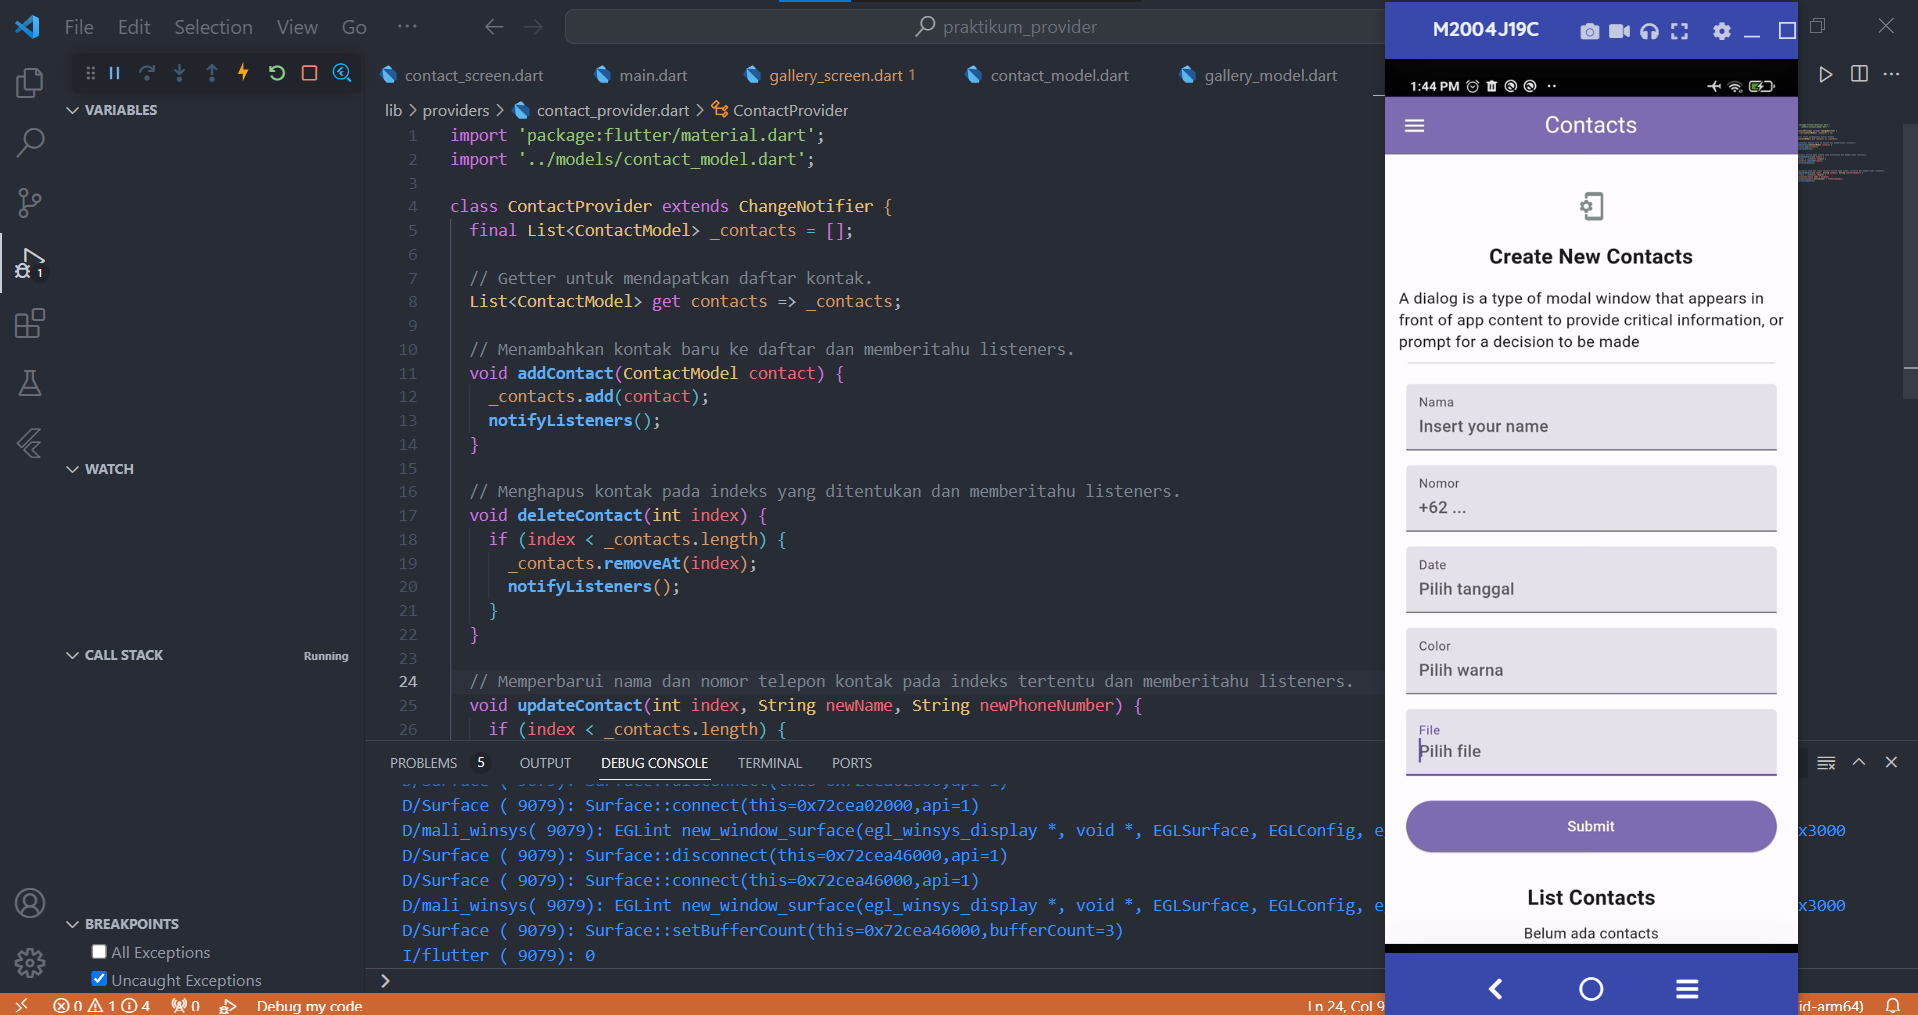 File Edit Selection View Go ··· praktikum_provider
contact_screen.dart main.dart gallery_screen.dart 1 contact_model.dart gallery_model.dart
lib > providers > contact_provider.dart > ContactProvider
VARIABLES
WATCH
CALL STACK Running
BREAKPOINTS
All Exceptions
Uncaught Exceptions
1
1 import 'package:flutter/material.dart';
2 import '../models/contact_model.dart';
3
4 class ContactProvider extends ChangeNotifier {
5 final List<ContactModel> _contacts = [];
6
7 // Getter untuk mendapatkan daftar kontak.
8 List<ContactModel> get contacts => _contacts;
9
10 // Menambahkan kontak baru ke daftar dan memberitahu listeners.
11 void addContact(ContactModel contact) {
12 _contacts.add(contact);
13 notifyListeners();
14 }
15
16 // Menghapus kontak pada indeks yang ditentukan dan memberitahu listeners.
17 void deleteContact(int index) {
18 if (index < _contacts.length) {
19 _contacts.removeAt(index);
20 notifyListeners();
21 }
22 }
23
24 // Memperbarui nama dan nomor telepon kontak pada indeks tertentu dan memberitahu listeners.
25 void updateContact(int index, String newName, String newPhoneNumber) {
26 if (index < _contacts.length) {
PROBLEMS 5 OUTPUT DEBUG CONSOLE TERMINAL PORTS
D/Surface ( 9079): Surface::disconnect(this=0x72cea02000,api=1)
D/Surface ( 9079): Surface::connect(this=0x72cea02000,api=1)
D/mali_winsys( 9079): EGLint new_window_surface(egl_winsys_display *, void *, EGLSurface, EGLConfig, e x3000
D/Surface ( 9079): Surface::disconnect(this=0x72cea46000,api=1)
D/Surface ( 9079): Surface::connect(this=0x72cea46000,api=1)
D/mali_winsys( 9079): EGLint new_window_surface(egl_winsys_display *, void *, EGLSurface, EGLConfig, e x3000
D/Surface ( 9079): Surface::setBufferCount(this=0x72cea46000,bufferCount=3)
I/flutter ( 9079): 0
>
0 1 4 0 Debug my code Ln 24, Col 9 id-arm64)
M2004J19C
1:44 PM
Contacts
Create New Contacts
A dialog is a type of modal window that appears in
front of app content to provide critical information, or
prompt for a decision to be made
Nama
Insert your name
Nomor
+62 ...
Date
Pilih tanggal
Color
Pilih warna
File
Pilih file
Submit
List Contacts
Belum ada contacts